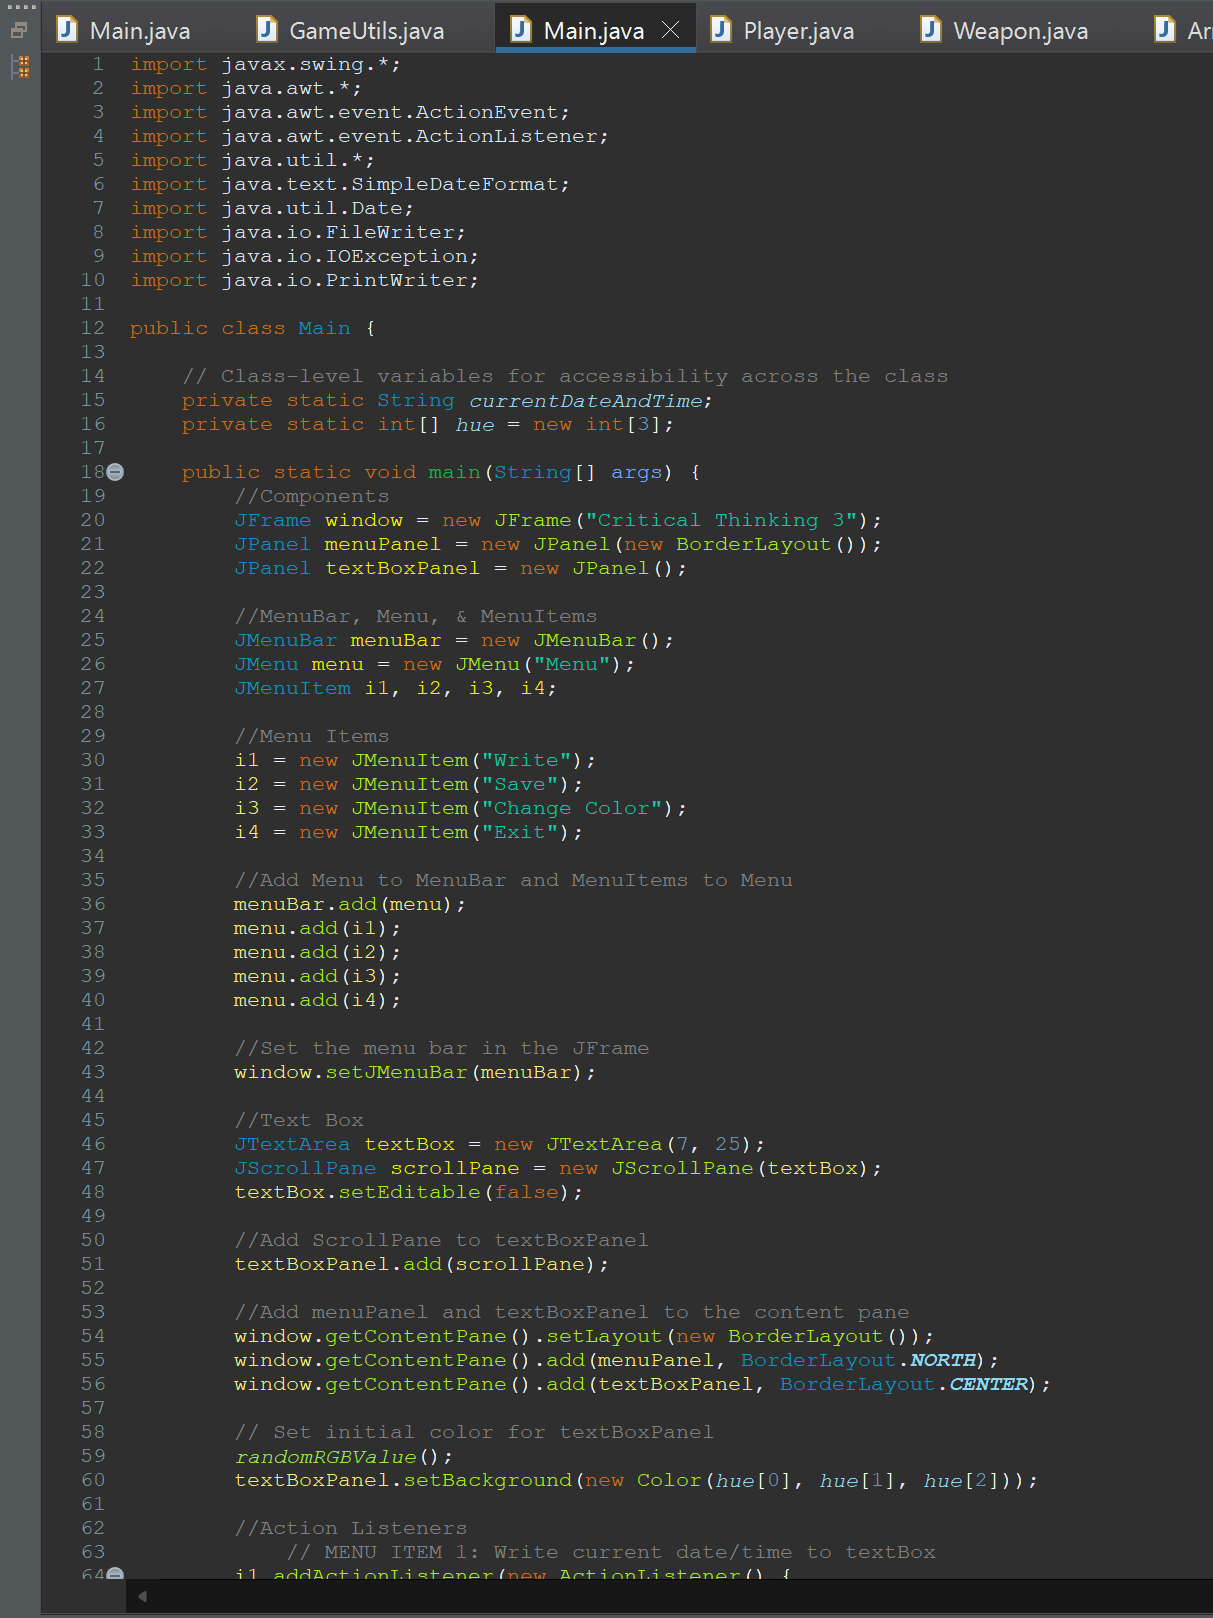 Main.java GameUtils.java Main.java Player.java Weapon.java
1 import javax.swing.*;
2 import java.awt.*;
3 import java.awt.event.ActionEvent;
4 import java.awt.event.ActionListener;
5 import java.util.*;
6 import java.text.SimpleDateFormat;
7 import java.util.Date;
8 import java.io.FileWriter;
9 import java.io.IOException;
10 import java.io.PrintWriter;
11
12 public class Main {
13
14     // Class-level variables for accessibility across the class
15     private static String currentDateAndTime;
16     private static int[] hue = new int[3];
17
18     public static void main(String[] args) {
19         //Components
20         JFrame window = new JFrame("Critical Thinking 3");
21         JPanel menuPanel = new JPanel(new BorderLayout());
22         JPanel textBoxPanel = new JPanel();
23
24         //MenuBar, Menu, & MenuItems
25         JMenuBar menuBar = new JMenuBar();
26         JMenu menu = new JMenu("Menu");
27         JMenuItem i1, i2, i3, i4;
28
29         //Menu Items
30         i1 = new JMenuItem("Write");
31         i2 = new JMenuItem("Save");
32         i3 = new JMenuItem("Change Color");
33         i4 = new JMenuItem("Exit");
34
35         //Add Menu to MenuBar and MenuItems to Menu
36         menuBar.add(menu);
37         menu.add(i1);
38         menu.add(i2);
39         menu.add(i3);
40         menu.add(i4);
41
42         //Set the menu bar in the JFrame
43         window.setJMenuBar(menuBar);
44
45         //Text Box
46         JTextArea textBox = new JTextArea(7, 25);
47         JScrollPane scrollPane = new JScrollPane(textBox);
48         textBox.setEditable(false);
49
50         //Add ScrollPane to textBoxPanel
51         textBoxPanel.add(scrollPane);
52
53         //Add menuPanel and textBoxPanel to the content pane
54         window.getContentPane().setLayout(new BorderLayout());
55         window.getContentPane().add(menuPanel, BorderLayout.NORTH);
56         window.getContentPane().add(textBoxPanel, BorderLayout.CENTER);
57
58         // Set initial color for textBoxPanel
59         randomRGBValue();
60         textBoxPanel.setBackground(new Color(hue[0], hue[1], hue[2]));
61
62         //Action Listeners
63             // MENU ITEM 1: Write current date/time to textBox
64         i1.addActionListener(new ActionListener() {